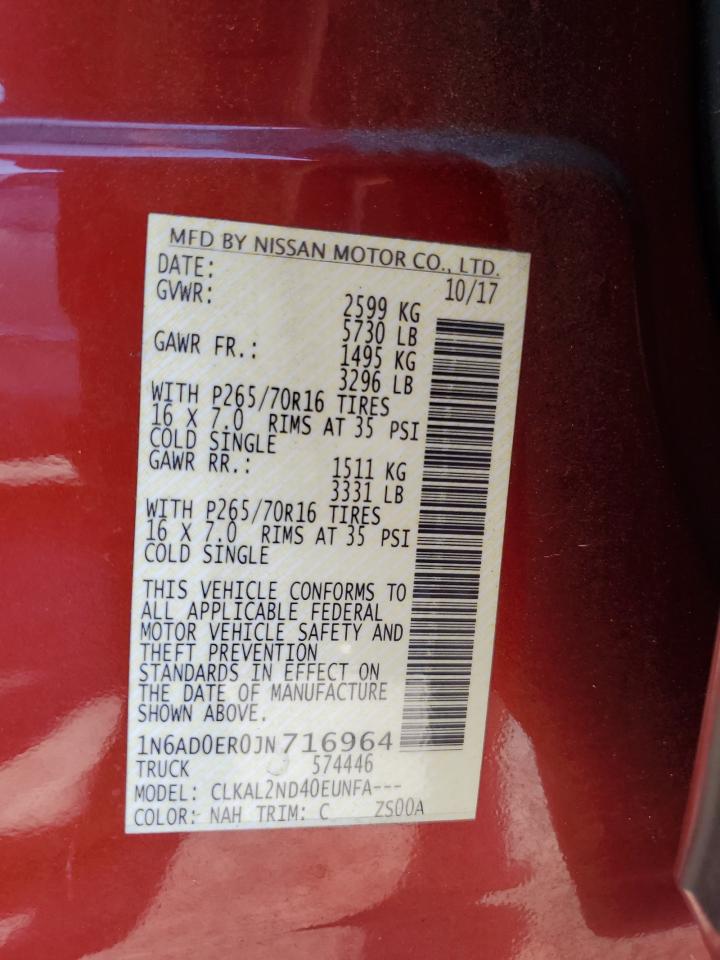 MFD BY NISSAN MOTOR CO., LTD.
DATE: 10/17
GVWR: 2599 KG
5730 LB
GAWR FR.: 1495 KG
3296 LB
WITH P265/70R16 TIRES
16 X 7.0 RIMS AT 35 PSI
COLD SINGLE
GAWR RR.: 1511 KG
3331 LB
WITH P265/70R16 TIRES
16 X 7.0 RIMS AT 35 PSI
COLD SINGLE
THIS VEHICLE CONFORMS TO
ALL APPLICABLE FEDERAL
MOTOR VEHICLE SAFETY AND
THEFT PREVENTION
STANDARDS IN EFFECT ON
THE DATE OF MANUFACTURE
SHOWN ABOVE.
1N6AD0ER0JN716964
TRUCK 574446
MODEL: CLKAL2ND40EUNFA---
COLOR: NAH TRIM: C ZS00A